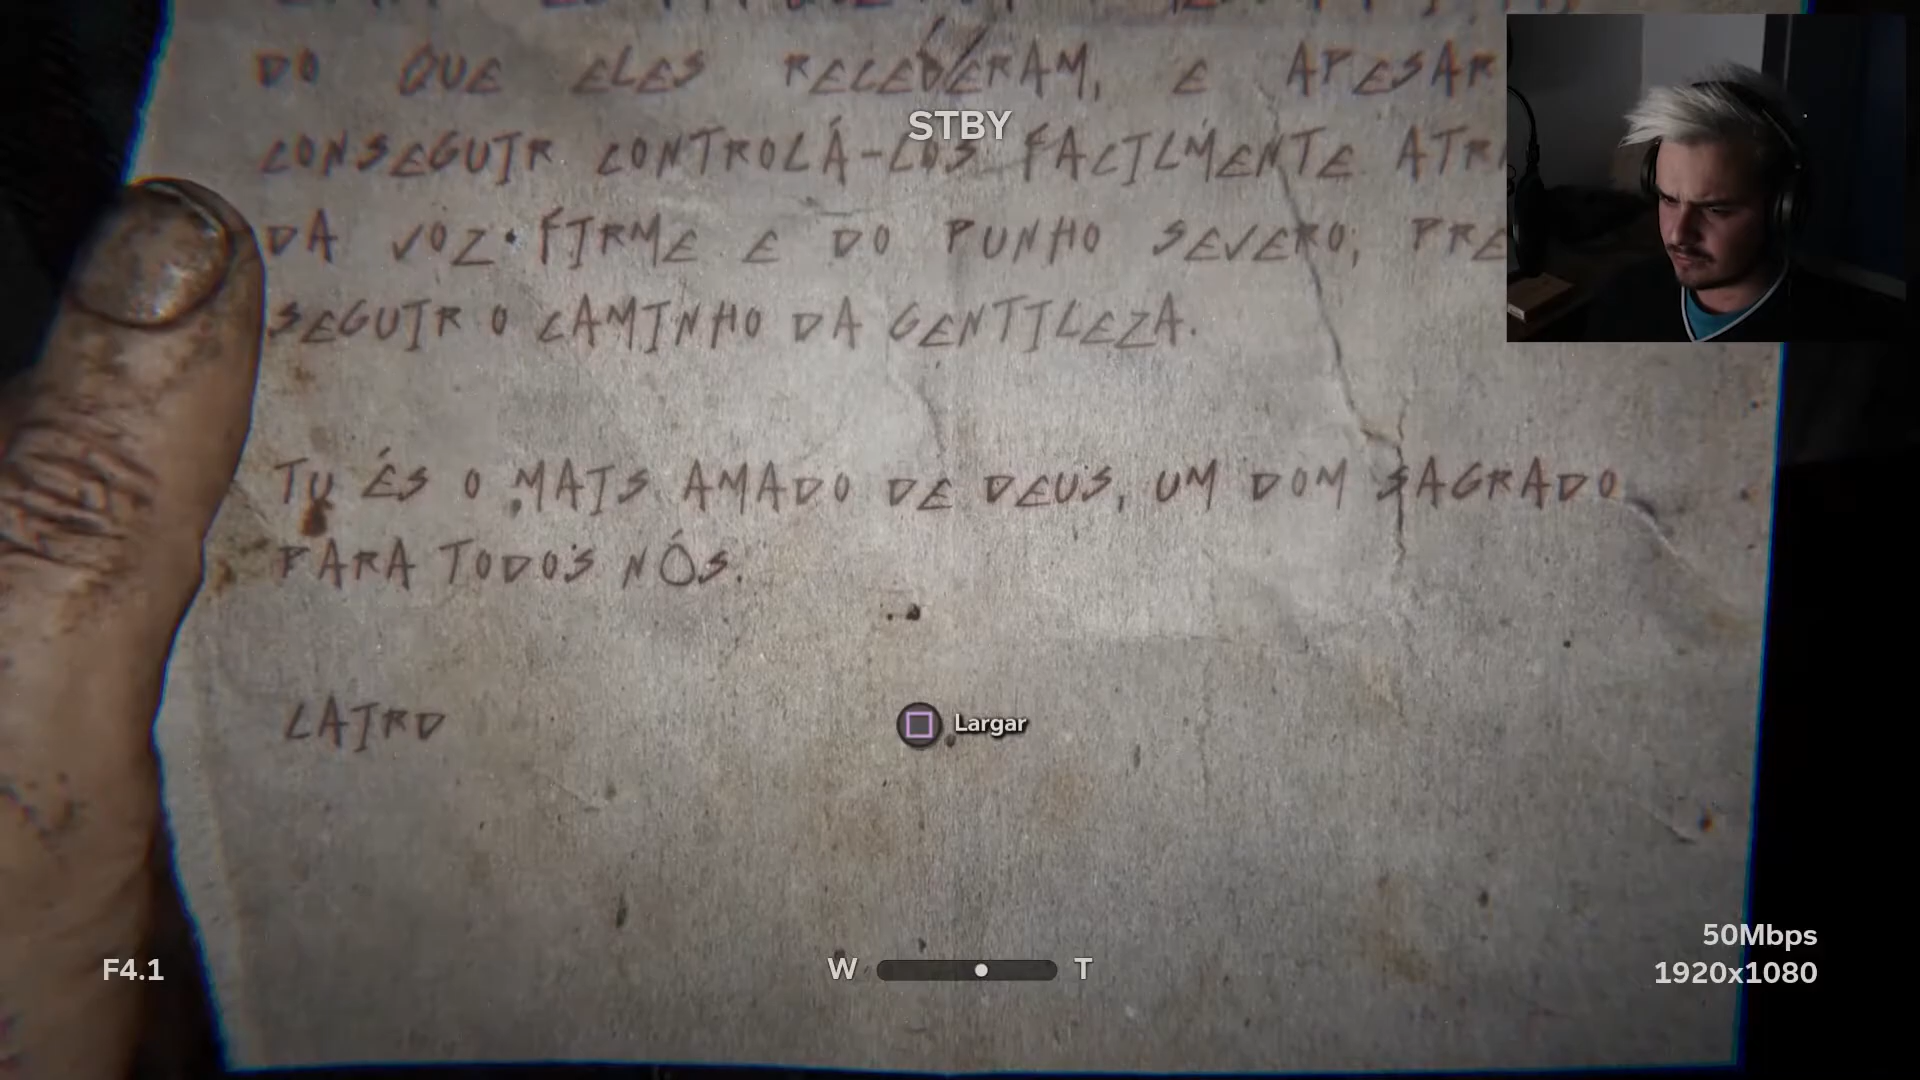 DO QUE ELES RECEBERAM, E APESAR
STBY
CONSEGUIR CONTROLÁ-LOS FACILMENTE
DA VOZ FIRME E DO PUNHO SEVERO,
SEGUIR O CAMINHO DA GENTILEZA.
TU ÉS O MAIS AMADO DE DEUS, UM DOM SAGRADO
PARA TODOS NÓS.
LAIRD
Largar
50Mbps
F4.1
W T
1920x1080